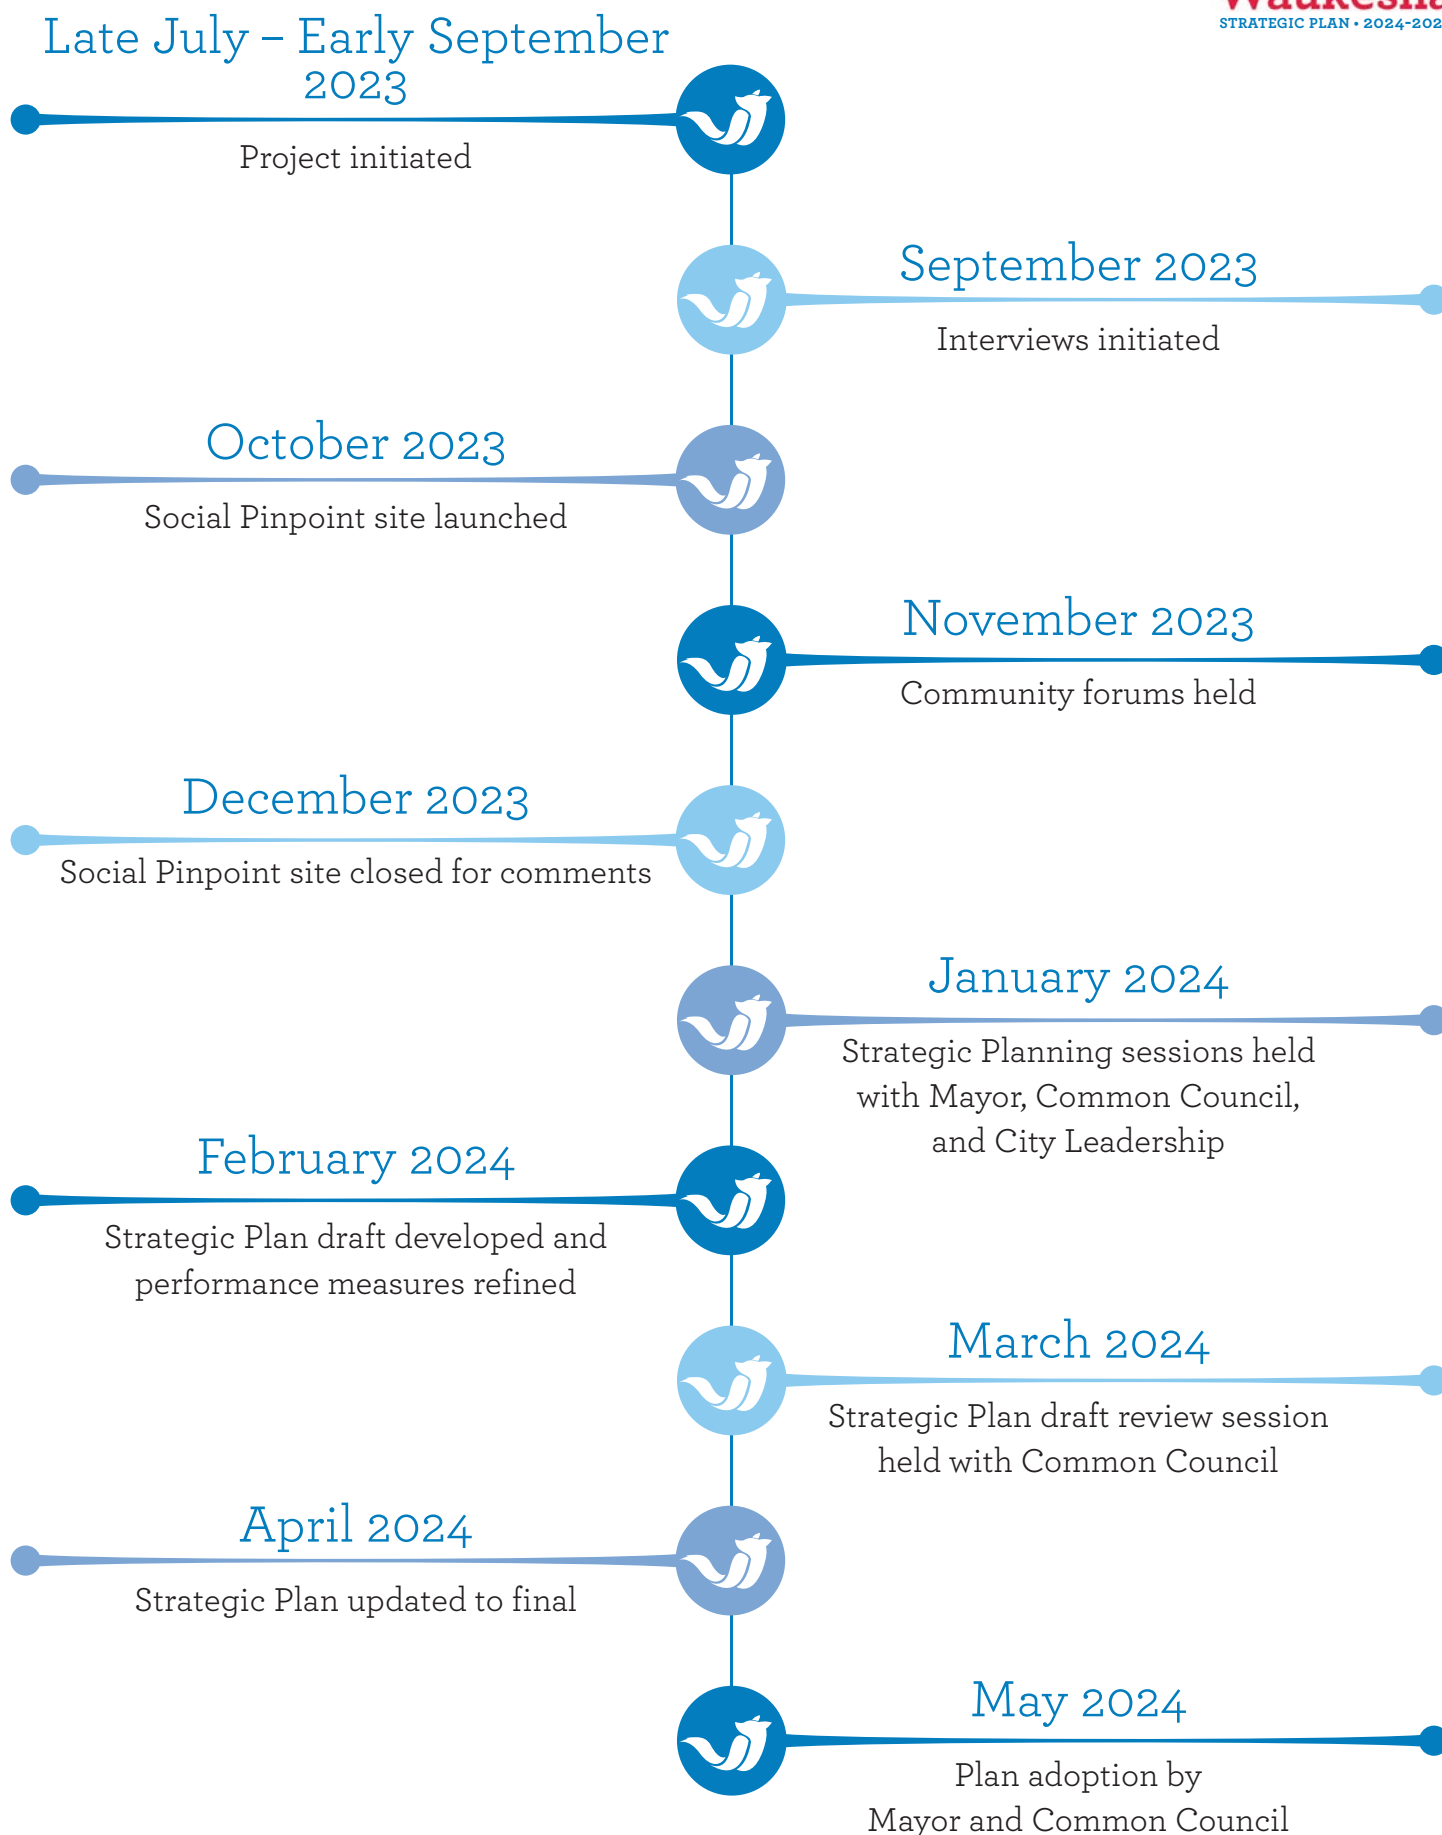 Waukesha
STRATEGIC PLAN • 2024-202
Late July – Early September
2023
Project initiated
September 2023
Interviews initiated
October 2023
Social Pinpoint site launched
November 2023
Community forums held
December 2023
Social Pinpoint site closed for comments
January 2024
Strategic Planning sessions held
with Mayor, Common Council,
and City Leadership
February 2024
Strategic Plan draft developed and
performance measures refined
March 2024
Strategic Plan draft review session
held with Common Council
April 2024
Strategic Plan updated to final
May 2024
Plan adoption by
Mayor and Common Council